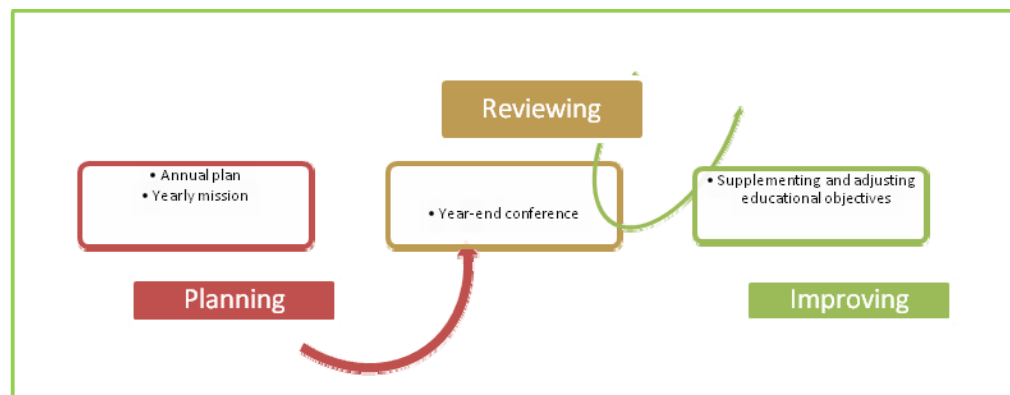 Reviewing
• Annual plan
• Yearly mission
• Year-end conference
• Supplementing and adjusting
educational objectives
Planning
Improving